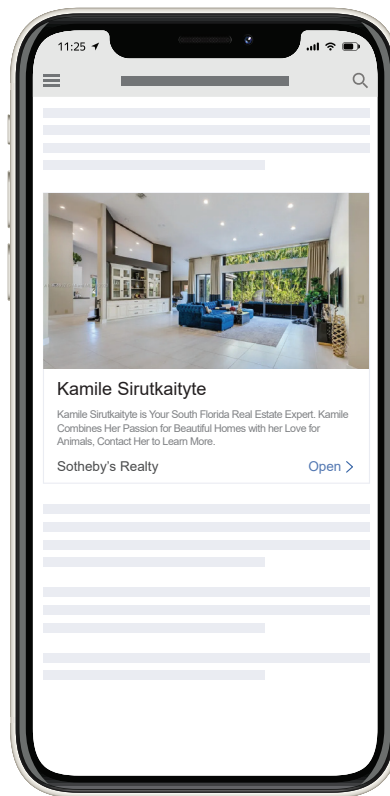 11:25
Kamile Sirutkaityte
Kamile Sirutkaityte is Your South Florida Real Estate Expert. Kamile
Combines Her Passion for Beautiful Homes with her Love for
Animals, Contact Her to Learn More.
Sotheby's Realty
Open